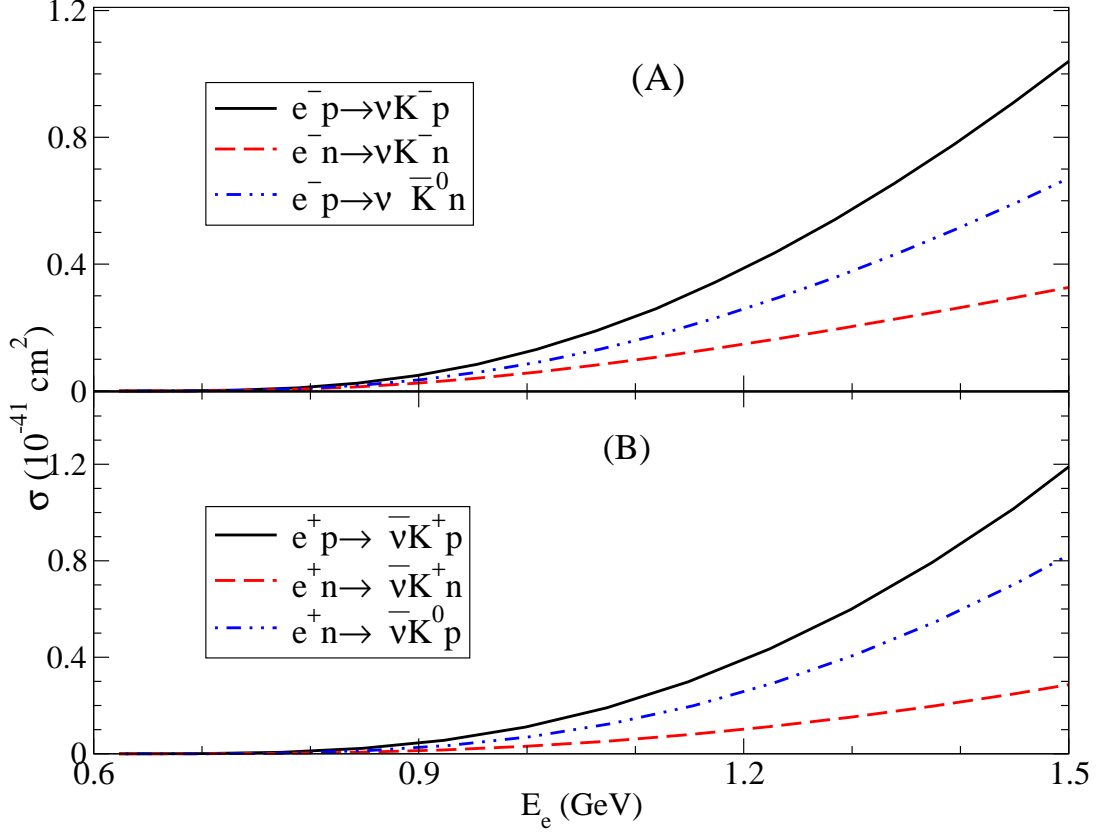 1.2
(A)
e⁻p→νK⁻p
e⁻n→νK⁻n
e⁻p→ν K̅⁰n
0.8
0.4
0
σ (10⁻⁴¹ cm²)
(B)
1.2
e⁺p→ ν̅K⁺p
e⁺n→ ν̅K⁺n
e⁺n→ ν̅K⁰p
0.8
0.4
0
0.6 0.9 1.2 1.5
E_e (GeV)